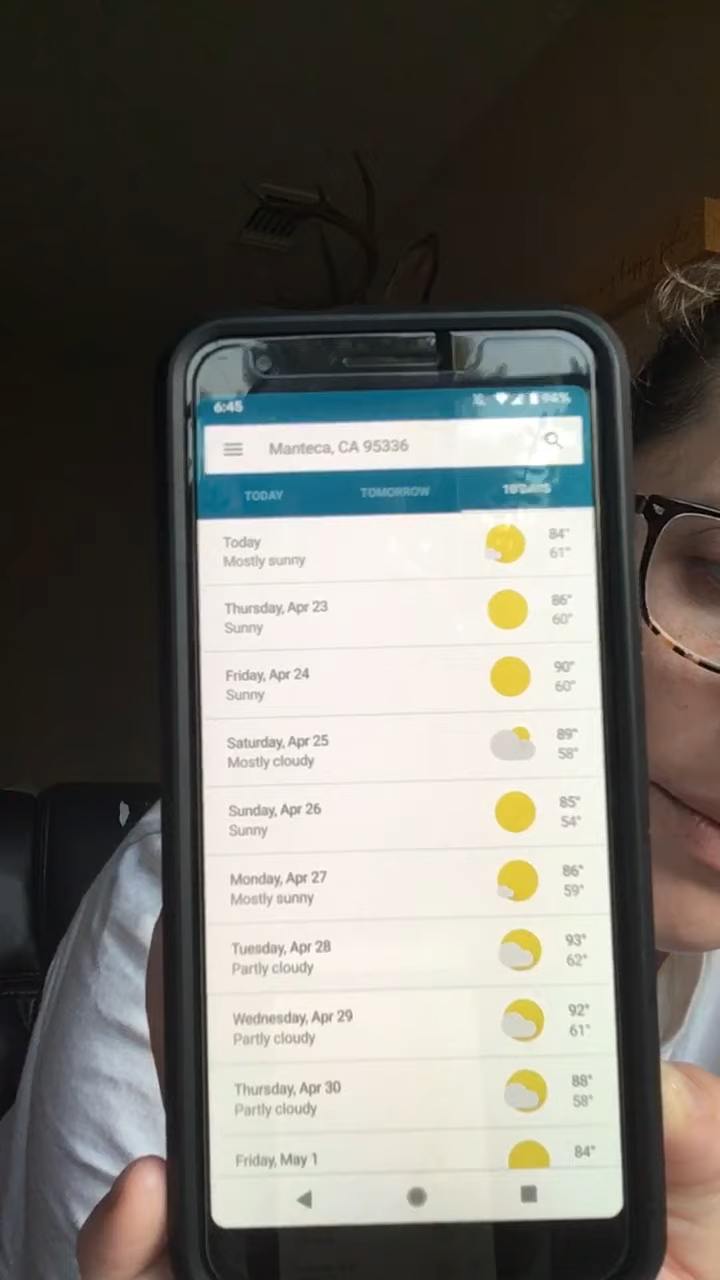 6:45
94%
Manteca, CA 95336
TODAY TOMORROW 10 DAYS
Today
Mostly sunny
84°
61°
Thursday, Apr 23
Sunny
86°
60°
Friday, Apr 24
Sunny
90°
60°
Saturday, Apr 25
Mostly cloudy
89°
58°
Sunday, Apr 26
Sunny
85°
54°
Monday, Apr 27
Mostly sunny
86°
59°
Tuesday, Apr 28
Partly cloudy
93°
62°
Wednesday, Apr 29
Partly cloudy
92°
61°
Thursday, Apr 30
Partly cloudy
88°
58°
Friday, May 1
84°